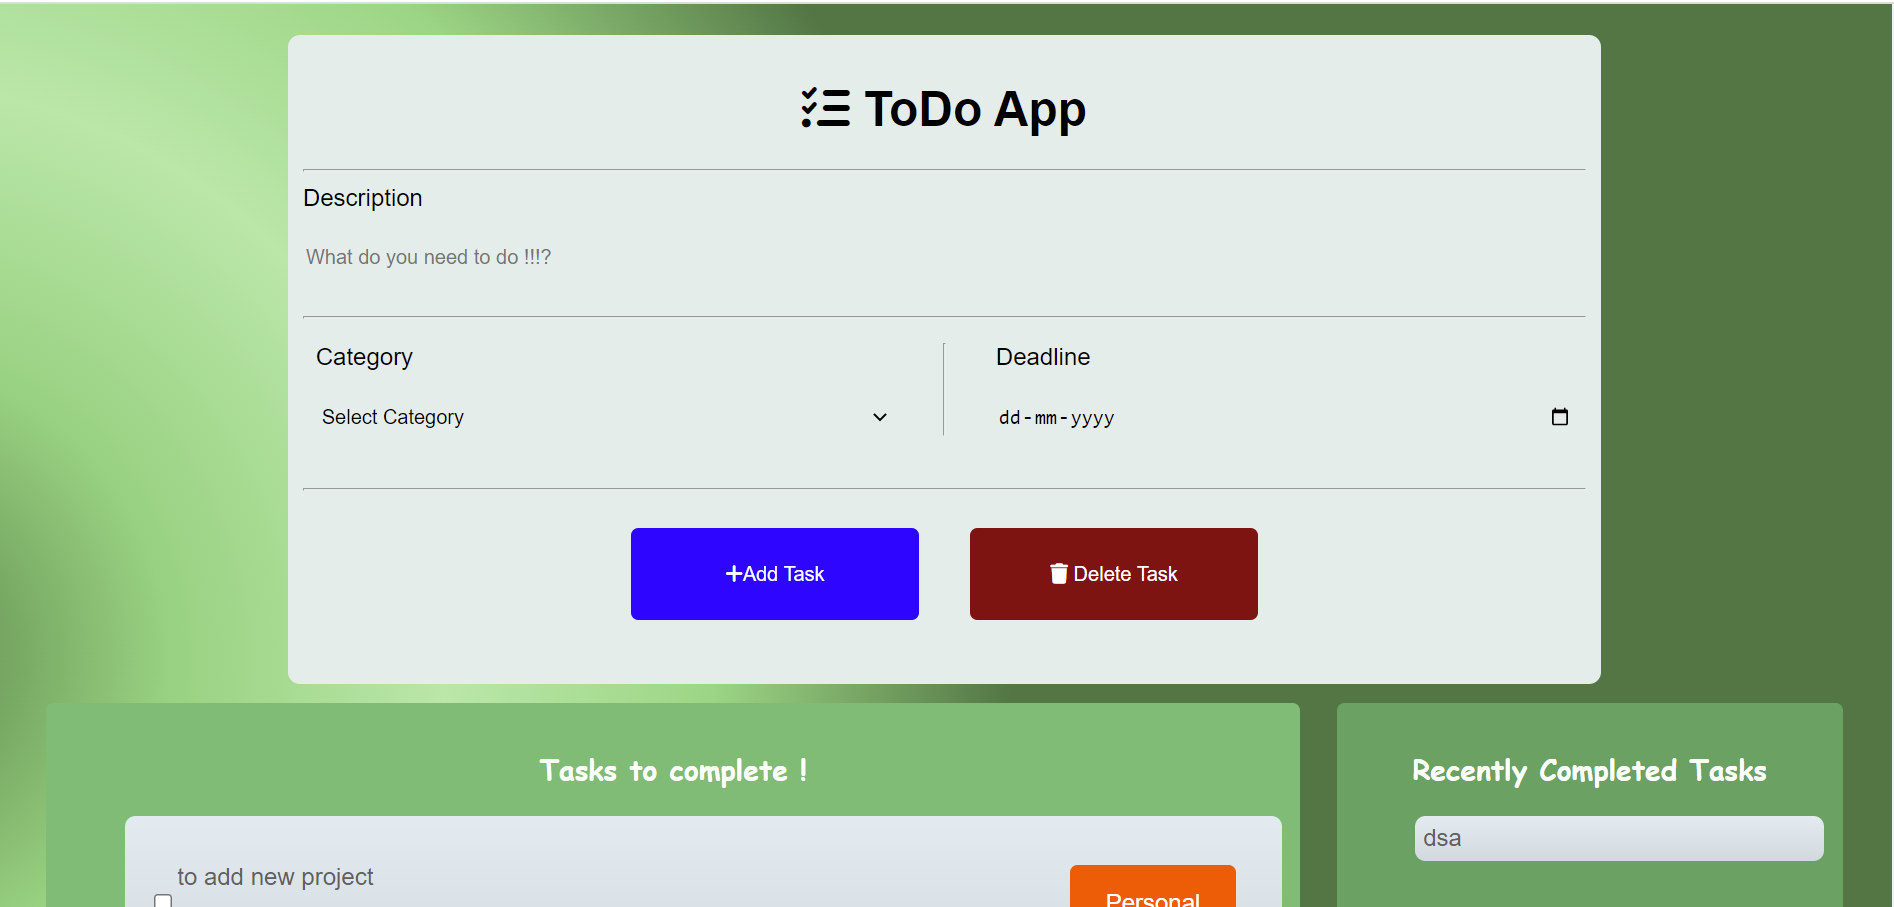 ToDo App
Description
What do you need to do !!!?
Category
Deadline
Select Category
dd-mm-yyyy
+Add Task
Delete Task
Tasks to complete !
Recently Completed Tasks
dsa
to add new project
Personal